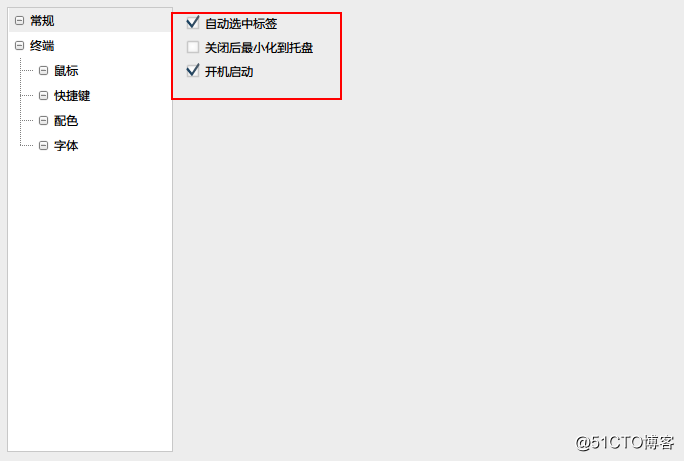 常规
终端
鼠标
快捷键
配色
字体
自动选中标签
关闭后最小化到托盘
开机启动
@51CTO博客